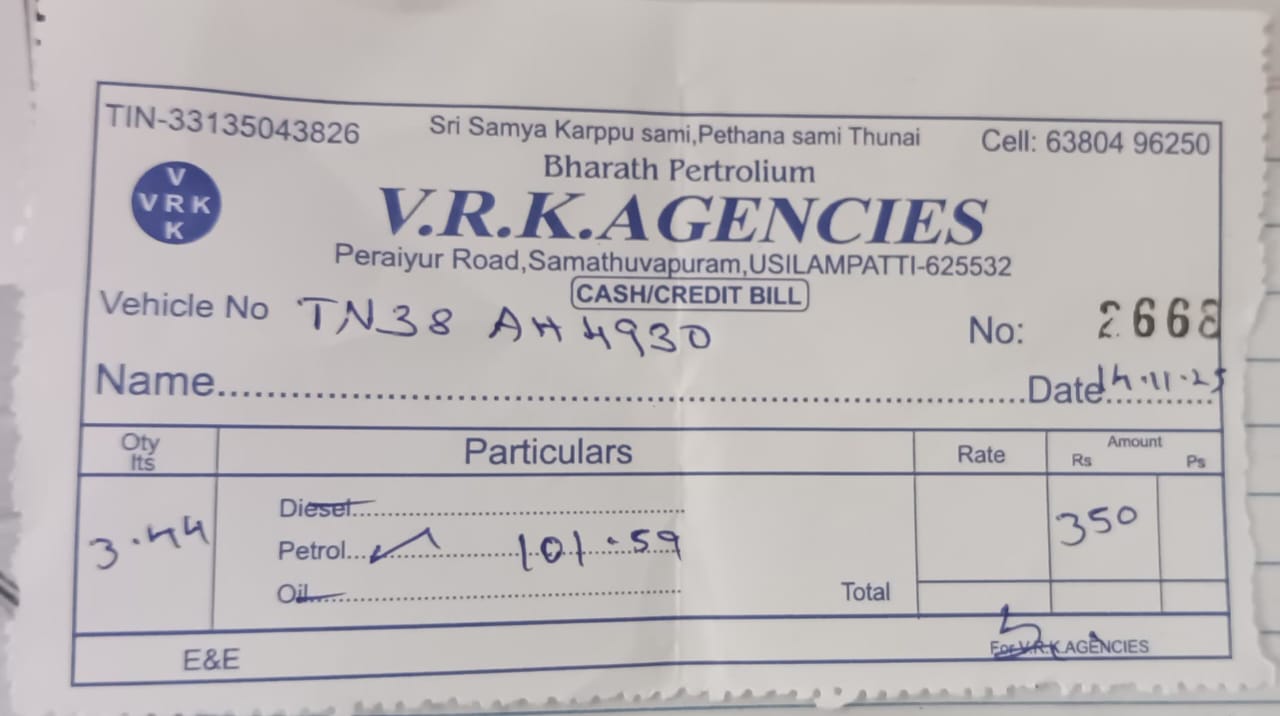 TIN-33135043826 Sri Samya Karppu sami,Pethana sami Thunai Cell: 63804 96250
Bharath Pertrolium
V
V R K
K
V.R.K.AGENCIES
Peraiyur Road,Samathuvapuram,USILAMPATTI-625532
CASH/CREDIT BILL
Vehicle No TN38 AH 4930 No: 2668
Name Date 14.11.25
Qty lts Particulars Rate Amount Rs Ps
Diesel
3.44 Petrol 101.59 350
Oil
Total
E&E For V.R.K.AGENCIES